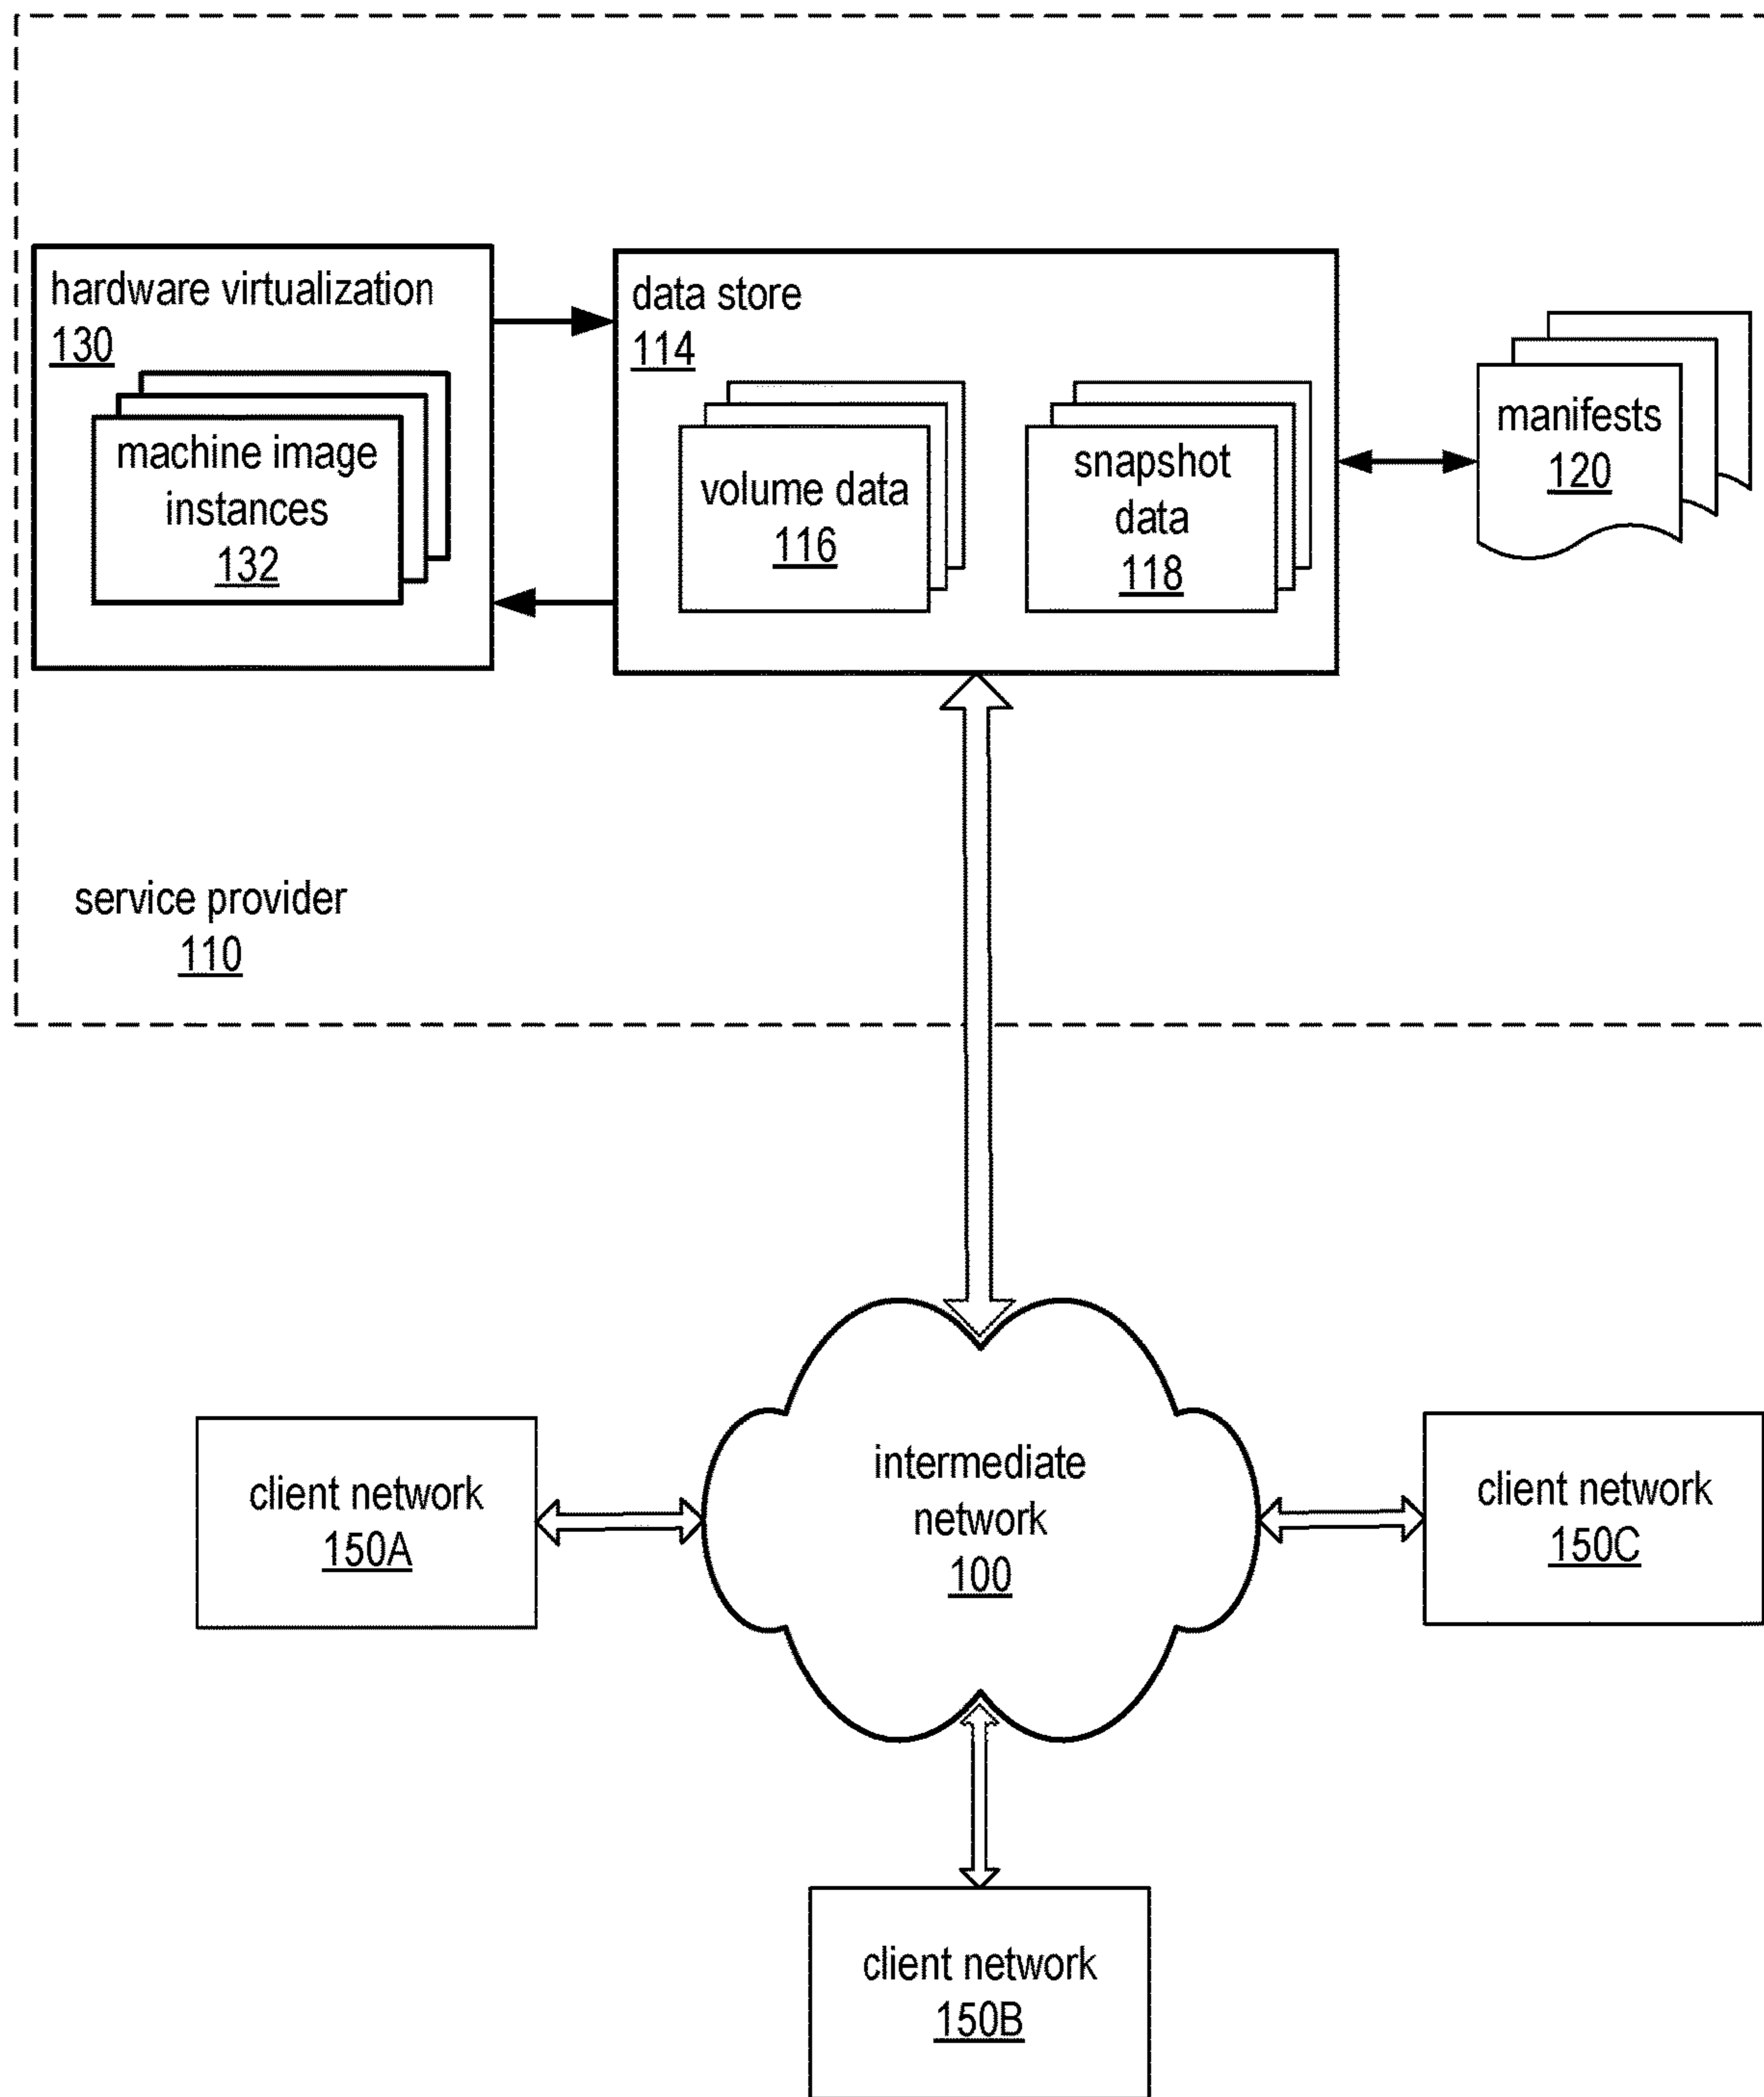 hardware virtualization
130
machine image
instances
132
data store
114
volume data
116
snapshot
data
118
manifests
120
service provider
110
intermediate
network
100
client network
150A
client network
150C
client network
150B